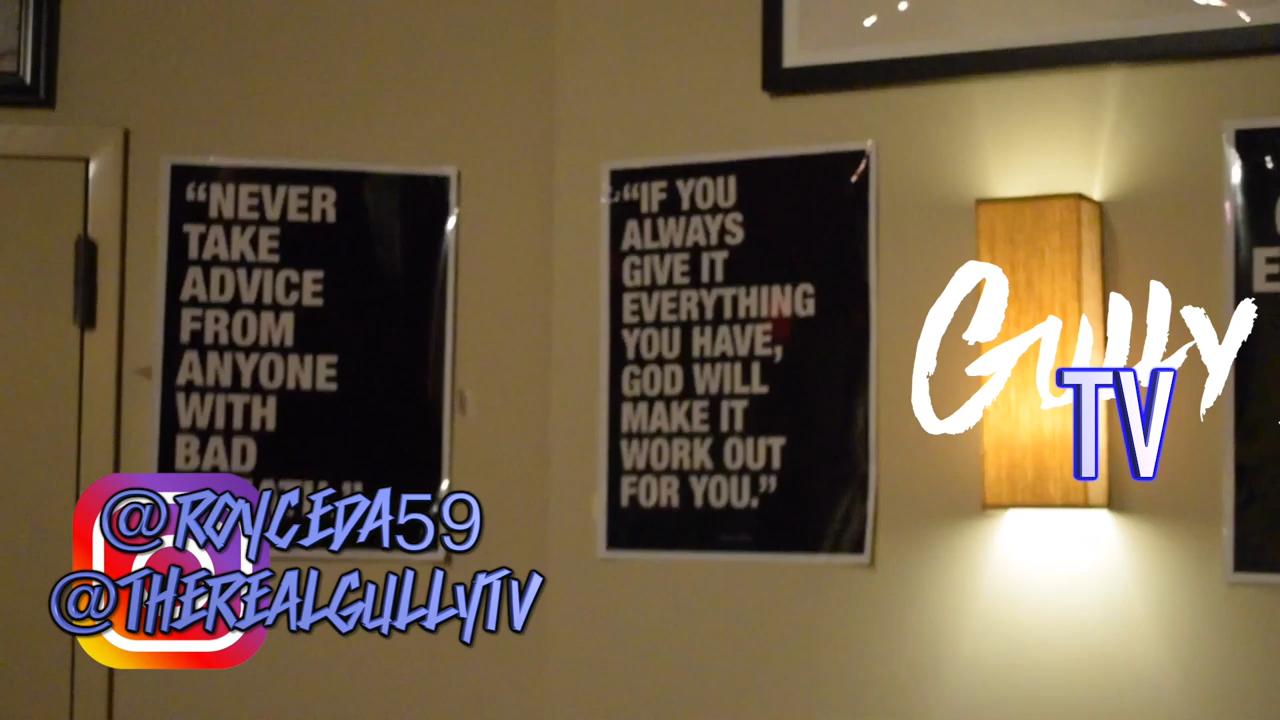 “NEVER
TAKE
ADVICE
FROM
ANYONE
WITH
BAD
“IF YOU
ALWAYS
GIVE IT
EVERYTHING
YOU HAVE,
GOD WILL
MAKE IT
WORK OUT
FOR YOU.”
Gully
TV
@ROYCEDA59
@THEREALGULLYTV